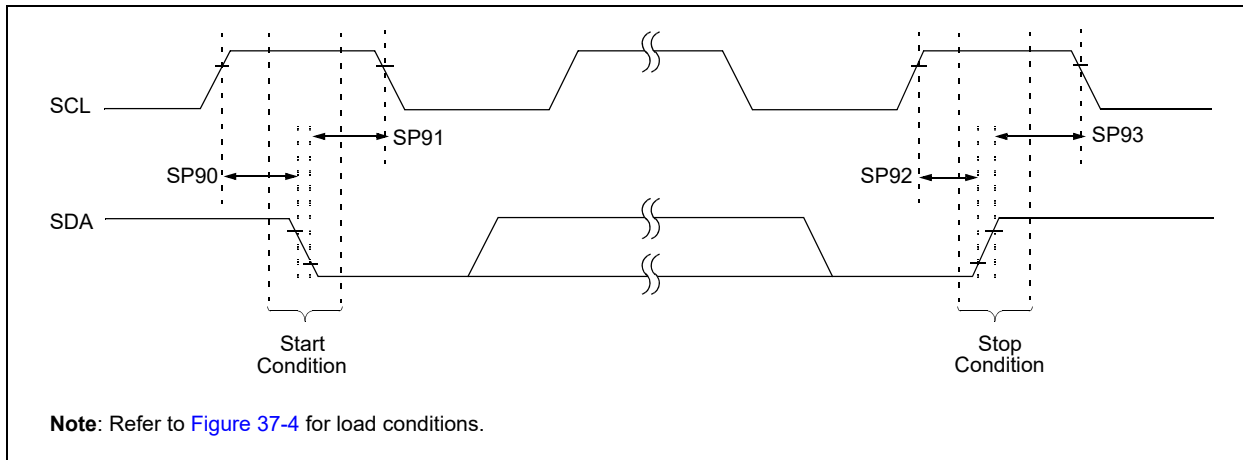 SCL
SP91
SP93
SP90
SP92
SDA
Start
Condition
Stop
Condition
Note: Refer to Figure 37-4 for load conditions.